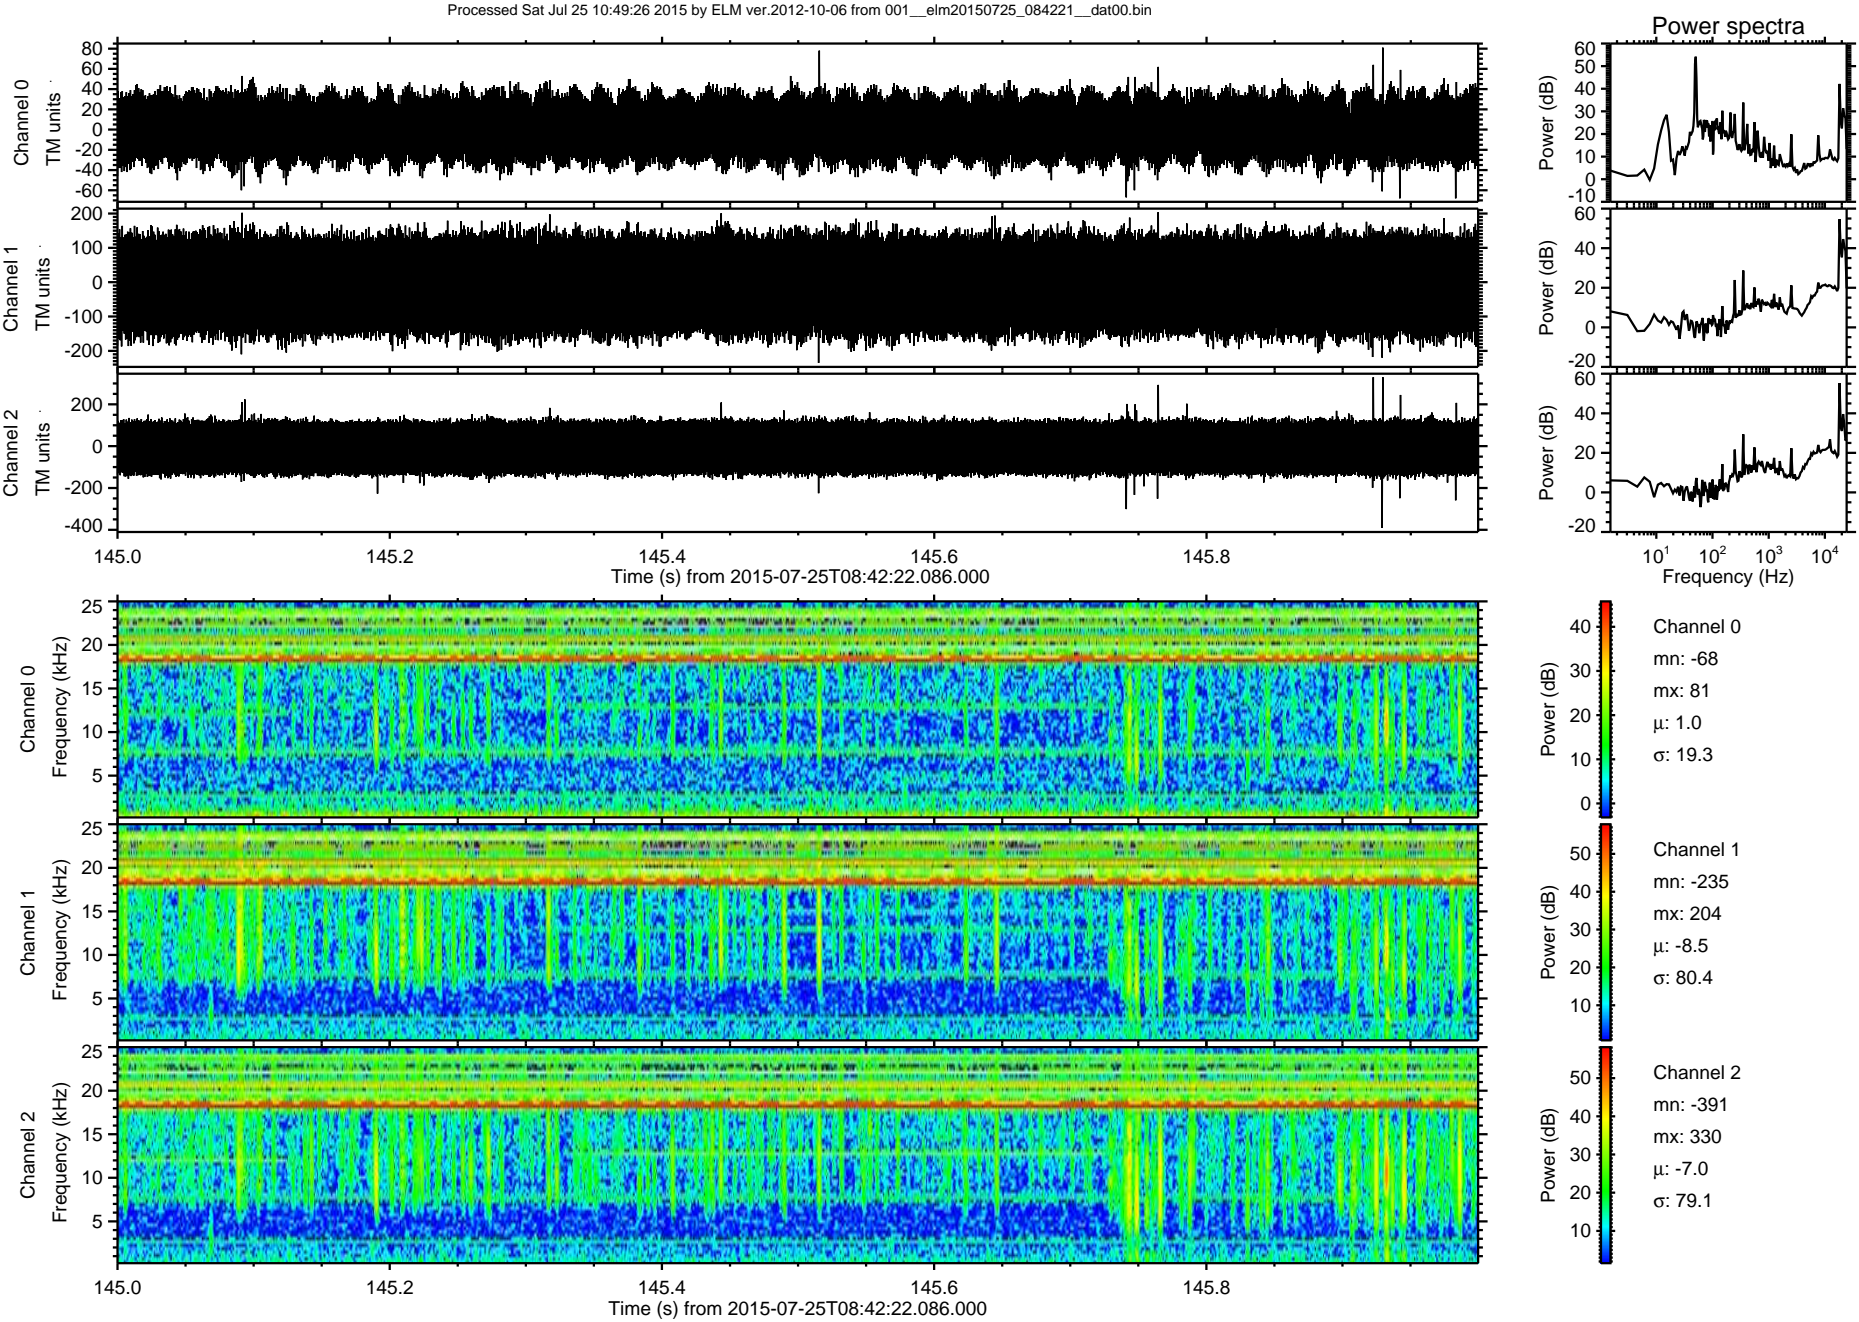 Processed Sat Jul 25 10:49:26 2015 by ELM ver.2012-10-06 from 001__elm20150725_084221__dat00.bin
Power spectra
Channel 0
TM units
80
60
40
20
0
-20
-40
-60
Power (dB)
60
50
40
30
20
10
0
-10
Channel 1
TM units
200
100
0
-100
-200
Power (dB)
60
40
20
0
-20
Channel 2
TM units
200
0
-200
-400
Power (dB)
60
40
20
0
-20
145.0 145.2 145.4 145.6 145.8
Time (s) from 2015-07-25T08:42:22.086.000
10¹ 10² 10³ 10⁴
Frequency (Hz)
Channel 0
Frequency (kHz)
25
20
15
10
5
Power (dB)
40
30
20
10
0
Channel 0
mn: -68
mx: 81
μ: 1.0
σ: 19.3
Channel 1
Frequency (kHz)
25
20
15
10
5
Power (dB)
50
40
30
20
10
Channel 1
mn: -235
mx: 204
μ: -8.5
σ: 80.4
Channel 2
Frequency (kHz)
25
20
15
10
5
Power (dB)
50
40
30
20
10
Channel 2
mn: -391
mx: 330
μ: -7.0
σ: 79.1
145.0 145.2 145.4 145.6 145.8
Time (s) from 2015-07-25T08:42:22.086.000